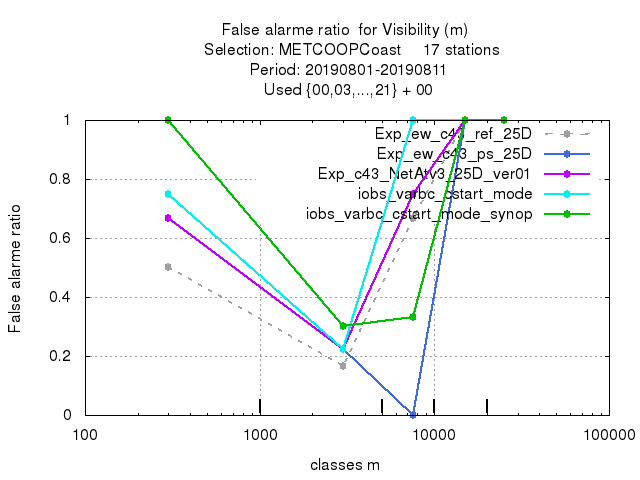 False alarme ratio for Visibility (m)
Selection: METCOOPCoast 17 stations
Period: 20190801-20190811
Used {00,03,...,21} + 00
1
0.8
0.6
0.4
0.2
0
False alarme ratio
Exp_ew_c43_ref_25D
Exp_ew_c43_ps_25D
Exp_c43_NetAtv3_25D_ver01
iobs_varbc_cstart_mode
iobs_varbc_cstart_mode_synop
100 1000 10000 100000
classes m